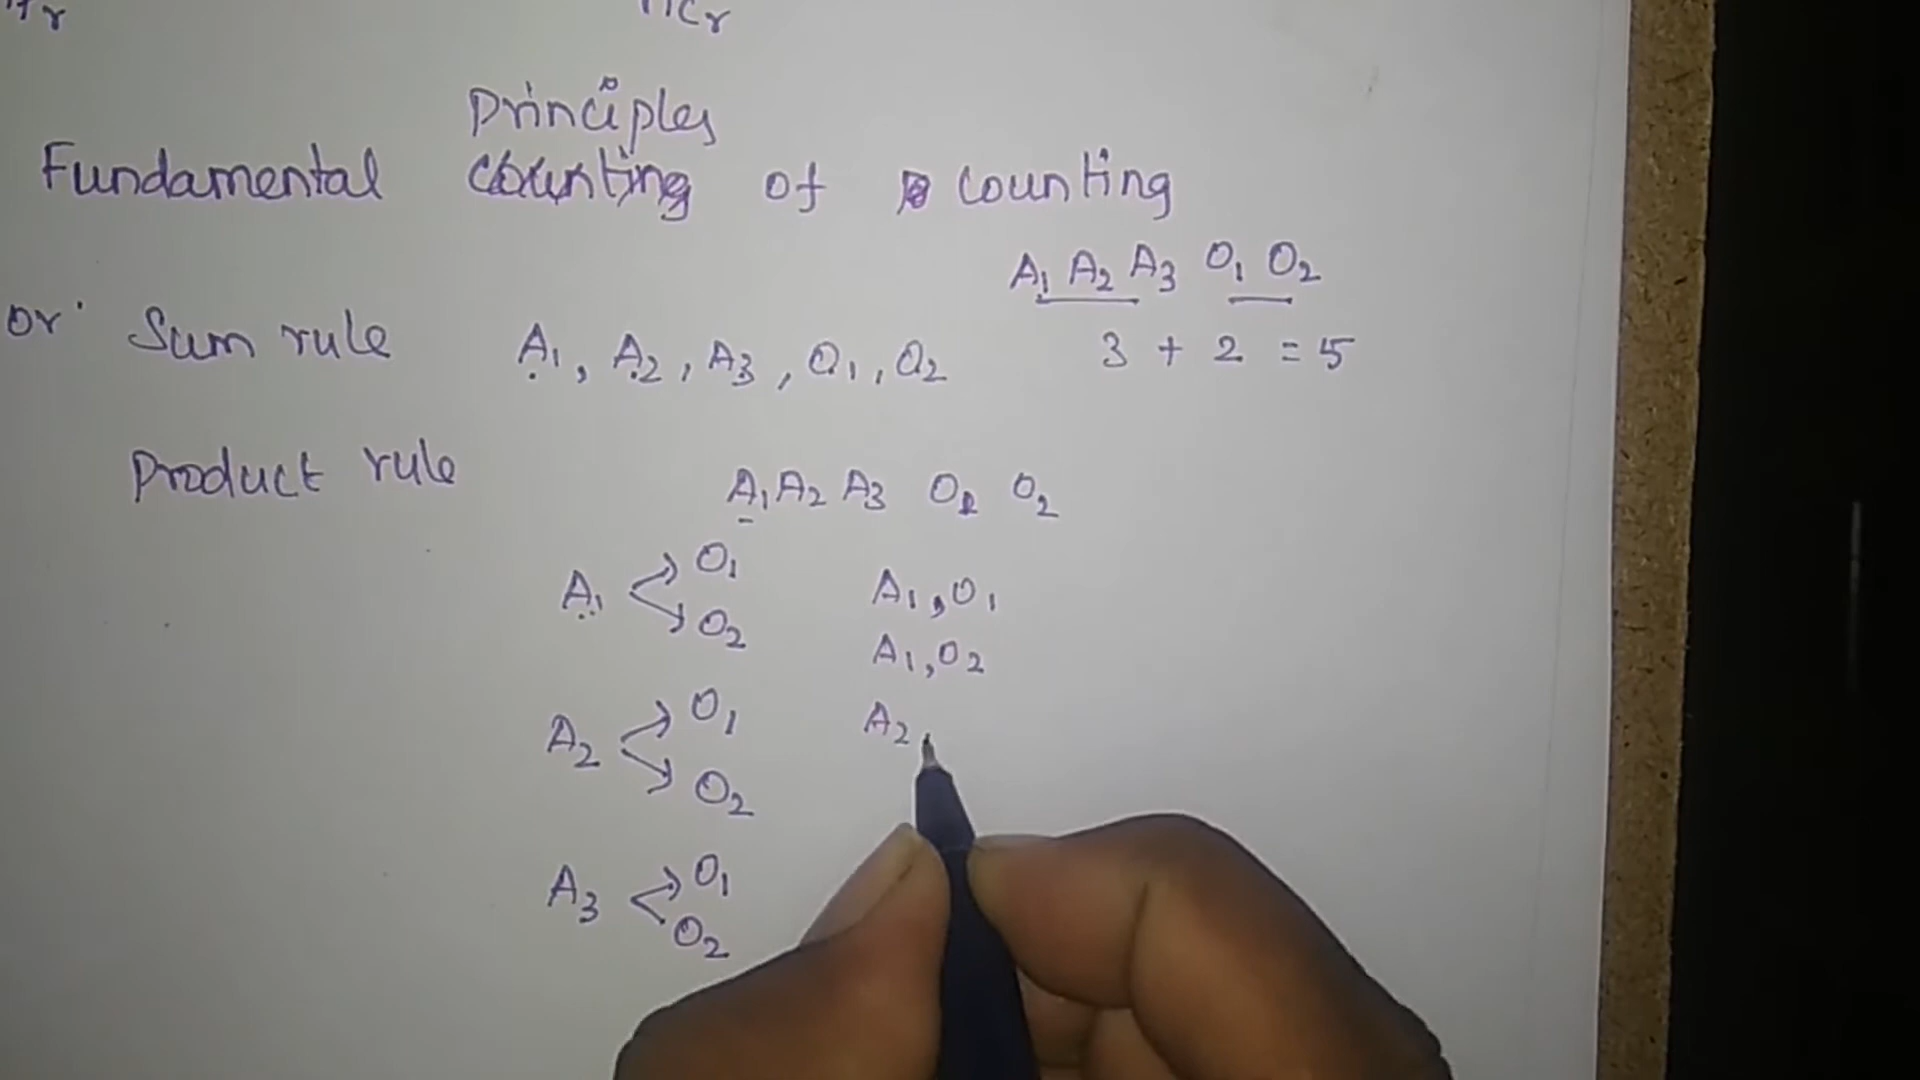 nCr
Principles
Fundamental counting of counting
A1 A2 A3 O1 O2
or Sum rule A1, A2, A3, O1, O2 3 + 2 = 5
Product rule A1 A2 A3 O1 O2
A1 O1 A1, O1
O2 A1, O2
A2 O1 A2
O2
A3 O1
O2